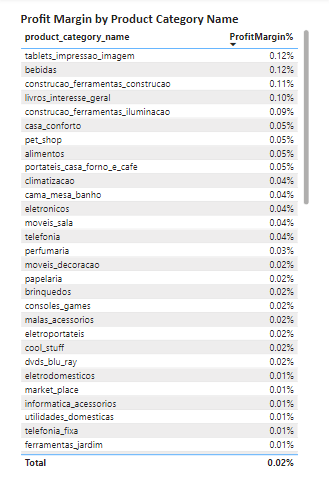 Profit Margin by Product Category Name
product_category_name ProfitMargin%
tablets_impressao_imagem 0.12%
bebidas 0.12%
construcao_ferramentas_construcao 0.11%
livros_interesse_geral 0.10%
construcao_ferramentas_iluminacao 0.09%
casa_conforto 0.05%
pet_shop 0.05%
alimentos 0.05%
portateis_casa_forno_e_cafe 0.05%
climatizacao 0.04%
cama_mesa_banho 0.04%
eletronicos 0.04%
moveis_sala 0.04%
telefonia 0.04%
perfumaria 0.03%
moveis_decoracao 0.02%
papelaria 0.02%
brinquedos 0.02%
consoles_games 0.02%
malas_acessorios 0.02%
eletroportateis 0.02%
cool_stuff 0.02%
dvds_blu_ray 0.02%
eletrodomesticos 0.01%
market_place 0.01%
informatica_acessorios 0.01%
utilidades_domesticas 0.01%
telefonia_fixa 0.01%
ferramentas_jardim 0.01%
Total 0.02%